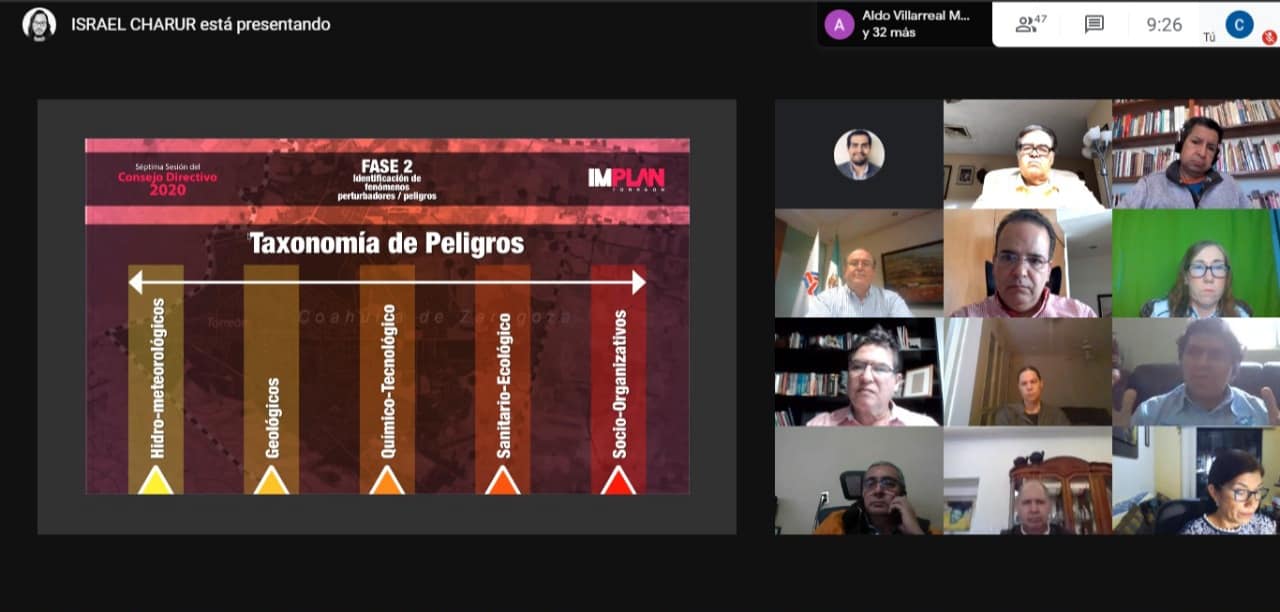 ISRAEL CHARUR está presentando
A
Aldo Villarreal M...
y 32 más
47
9:26
Tú
C
Séptima Sesión del
Consejo Directivo
2020
FASE 2
Identificación de
fenómenos
perturbadores / peligros
IMPLAN
TORREÓN
Taxonomía de Peligros
Torreón
Coahuila de Zaragoza
Hidro-meteorológicos
Geológicos
Químico-Tecnológico
Sanitario-Ecológico
Socio-Organizativos